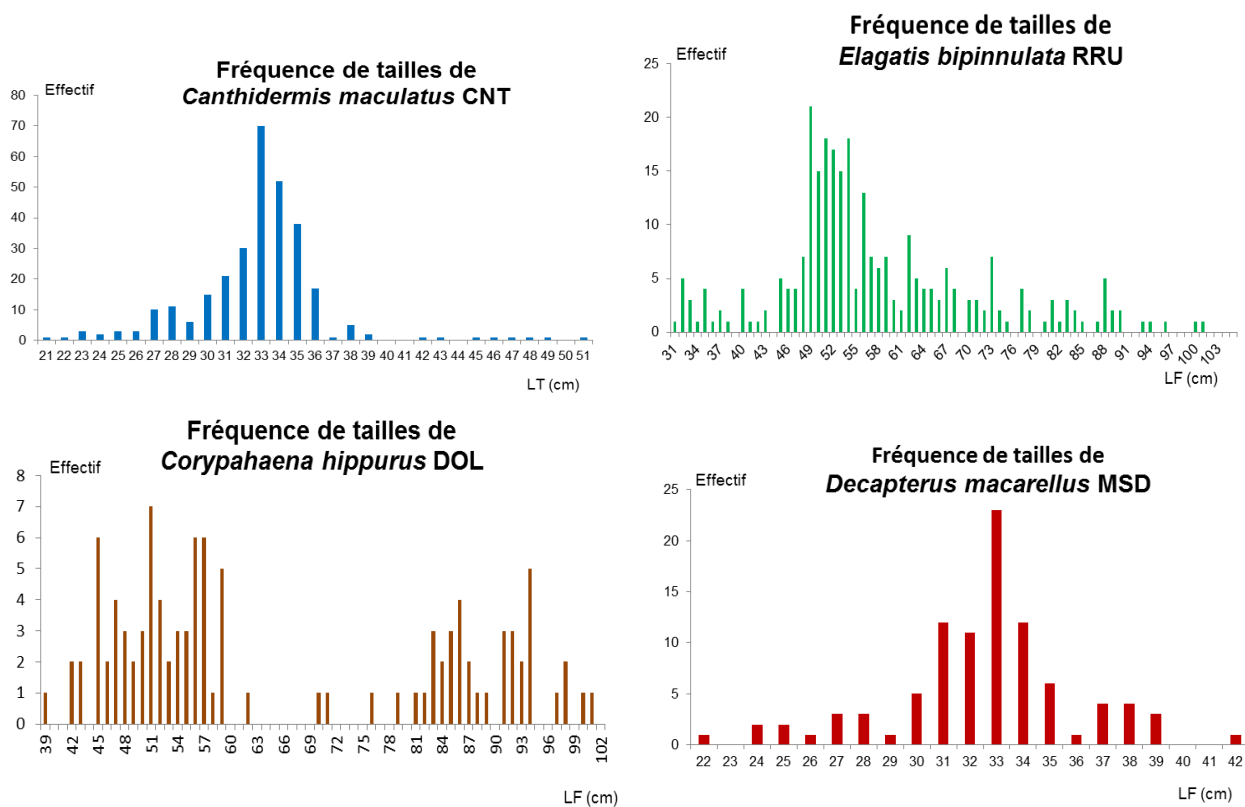 Fréquence de tailles de
Canthidermis maculatus CNT
Effectif
80
70
60
50
40
30
20
10
0
21 22 23 24 25 26 27 28 29 30 31 32 33 34 35 36 37 38 39 40 41 42 43 44 45 46 47 48 49 50 51
LT (cm)
Fréquence de tailles de
Elagatis bipinnulata RRU
Effectif
25
20
15
10
5
0
31 34 37 40 43 46 49 52 55 58 61 64 67 70 73 76 79 82 85 88 91 94 97 100 103
LF (cm)
Fréquence de tailles de
Corypahaena hippurus DOL
Effectif
8
7
6
5
4
3
2
1
0
39 42 45 48 51 54 57 60 63 66 69 72 75 78 81 84 87 90 93 96 99 102
LF (cm)
Fréquence de tailles de
Decapterus macarellus MSD
Effectif
25
20
15
10
5
0
22 23 24 25 26 27 28 29 30 31 32 33 34 35 36 37 38 39 40 41 42
LF (cm)